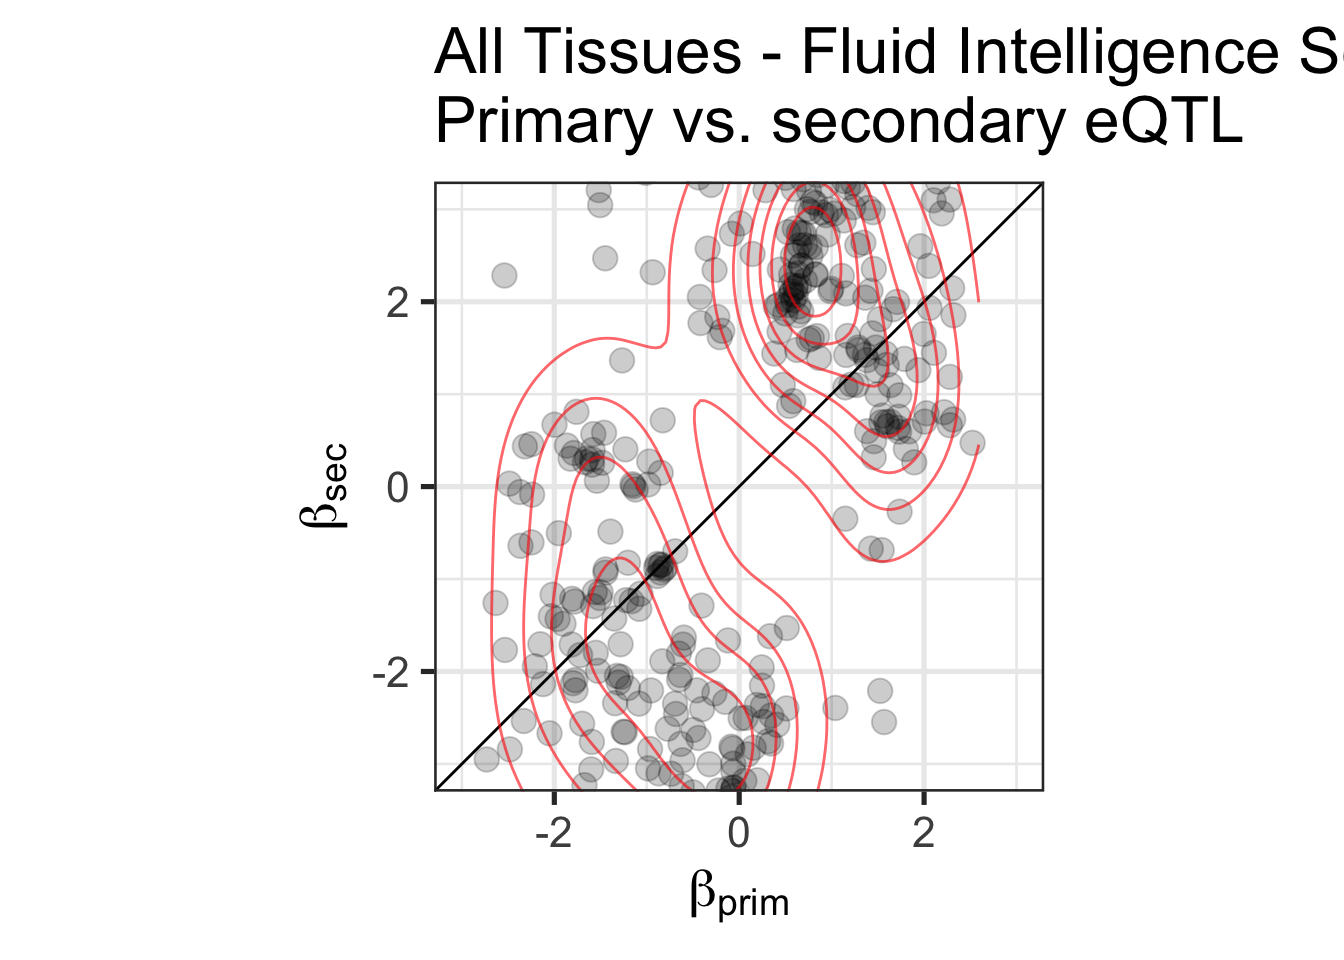 All Tissues - Fluid Intelligence S
Primary vs. secondary eQTL
2
0
-2
βsec
-2 0 2
βprim